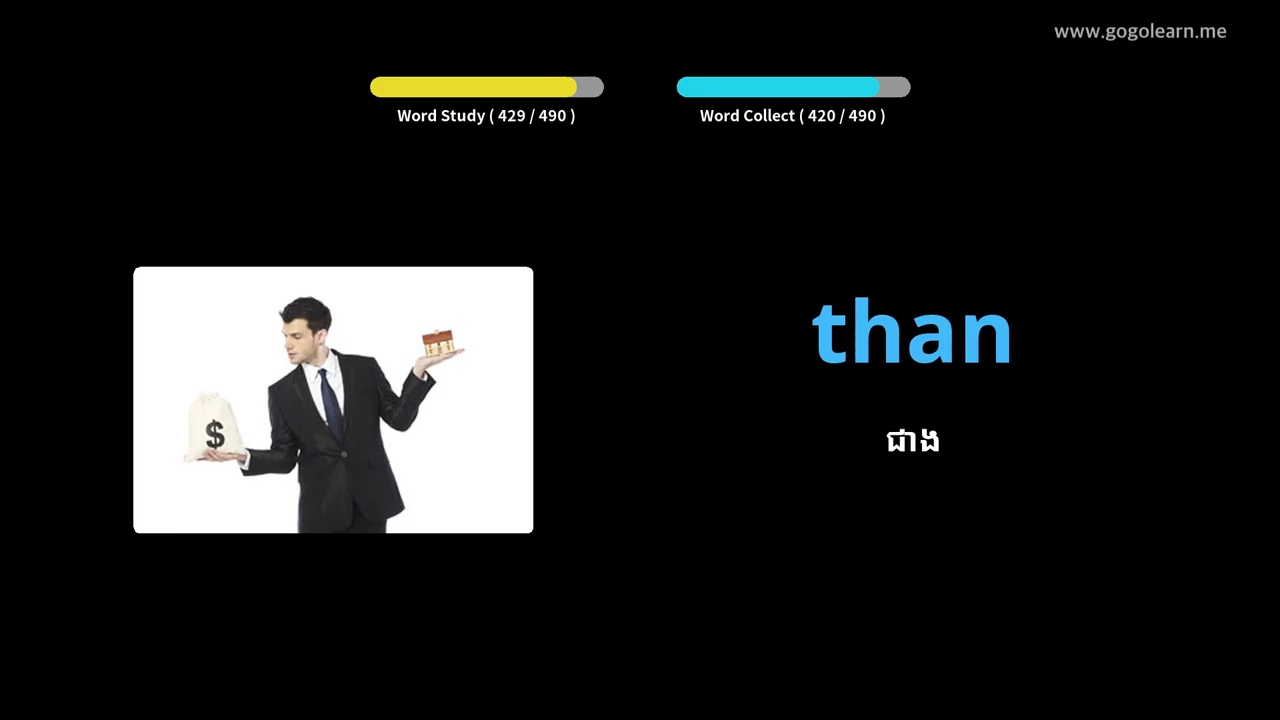 www.gogolearn.me
Word Study ( 429 / 490 )
Word Collect ( 420 / 490 )
than
$
ជាង